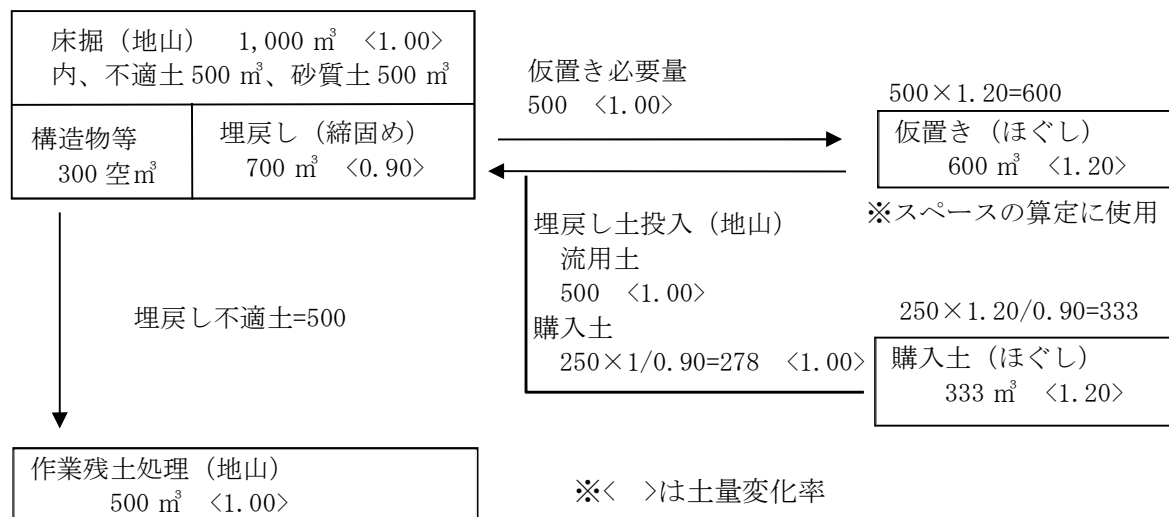 床掘（地山）　1,000 ㎥　<1.00>
内、不適土 500 ㎥、砂質土 500 ㎥
構造物等
300 空㎥
埋戻し（締固め）
700 ㎥　<0.90>
仮置き必要量
500　<1.00>
500×1.20=600
仮置き（ほぐし）
600 ㎥　<1.20>
※スペースの算定に使用
埋戻し土投入（地山）
流用土
500　<1.00>
購入土
250×1/0.90=278　<1.00>
250×1.20/0.90=333
購入土（ほぐし）
333 ㎥　<1.20>
埋戻し不適土=500
作業残土処理（地山）
500 ㎥　<1.00>
※<　>は土量変化率